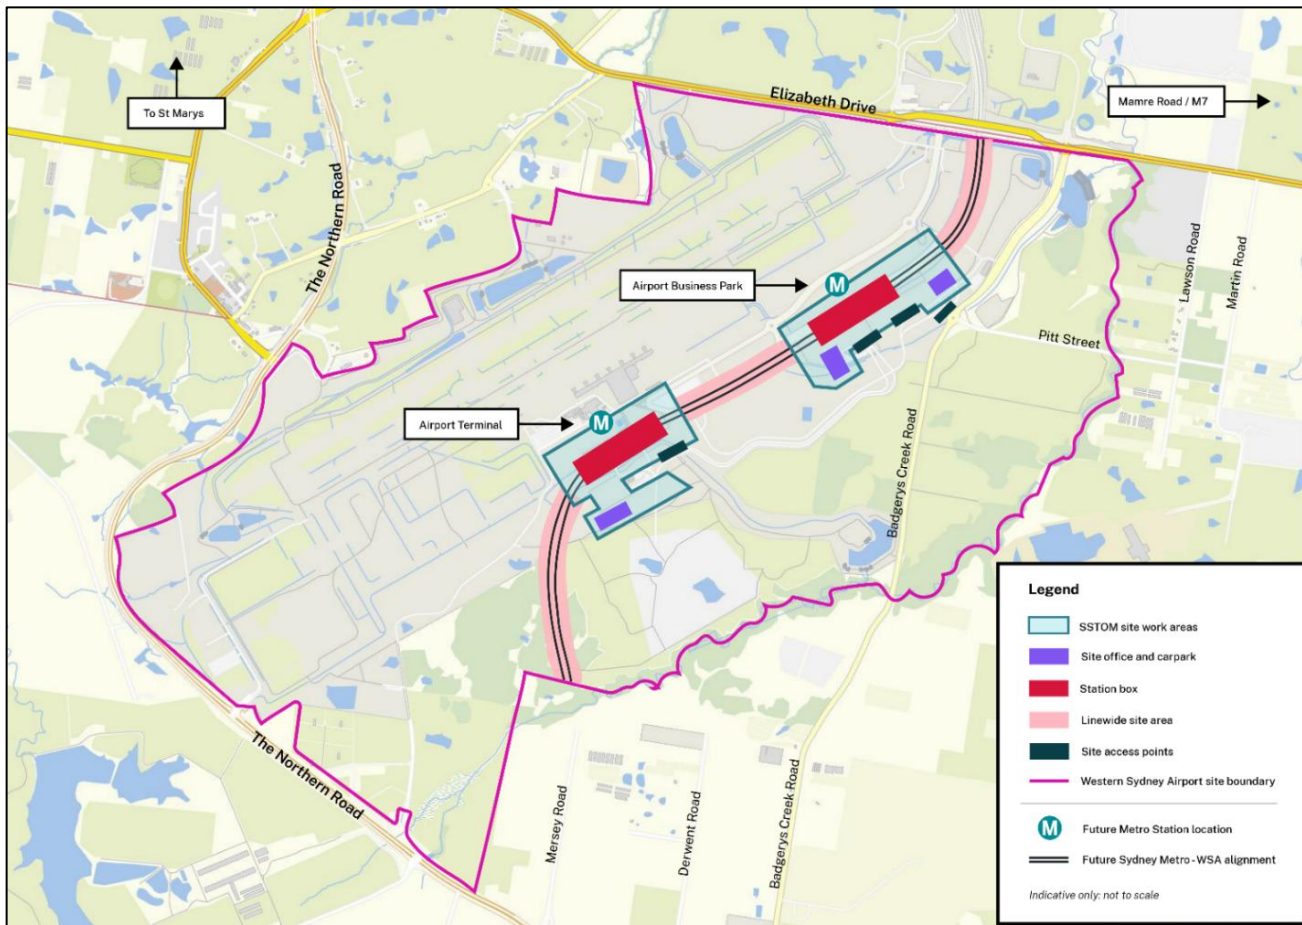 To St Marys
Elizabeth Drive
Mamre Road / M7
The Northern Road
Lawson Road
Martin Road
M
Airport Business Park
Pitt Street
M
Airport Terminal
Badgerys Creek Road
The Northern Road
Mersey Road
Derwent Road
Badgerys Creek Road
Legend
SSTOM site work areas
Site office and carpark
Station box
Linewide site area
Site access points
Western Sydney Airport site boundary
M Future Metro Station location
Future Sydney Metro - WSA alignment
Indicative only: not to scale